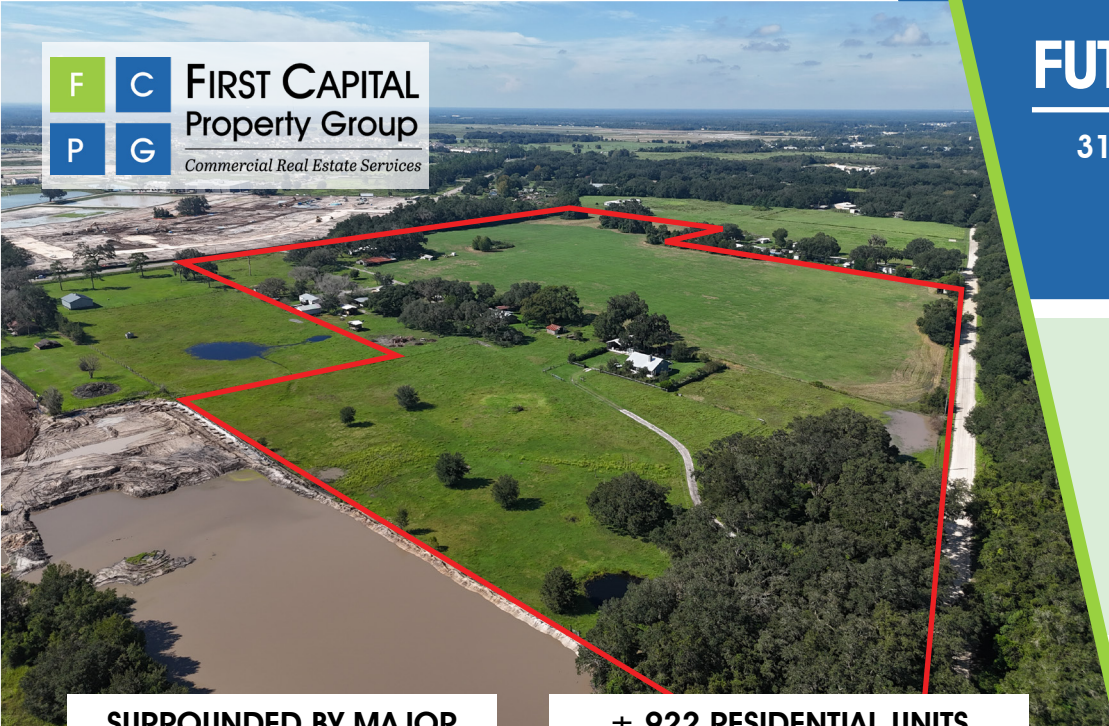 F C
P G
FIRST CAPITAL
Property Group
Commercial Real Estate Services
FUT
31
SURROUNDED BY MAJOR
± 922 RESIDENTIAL UNITS